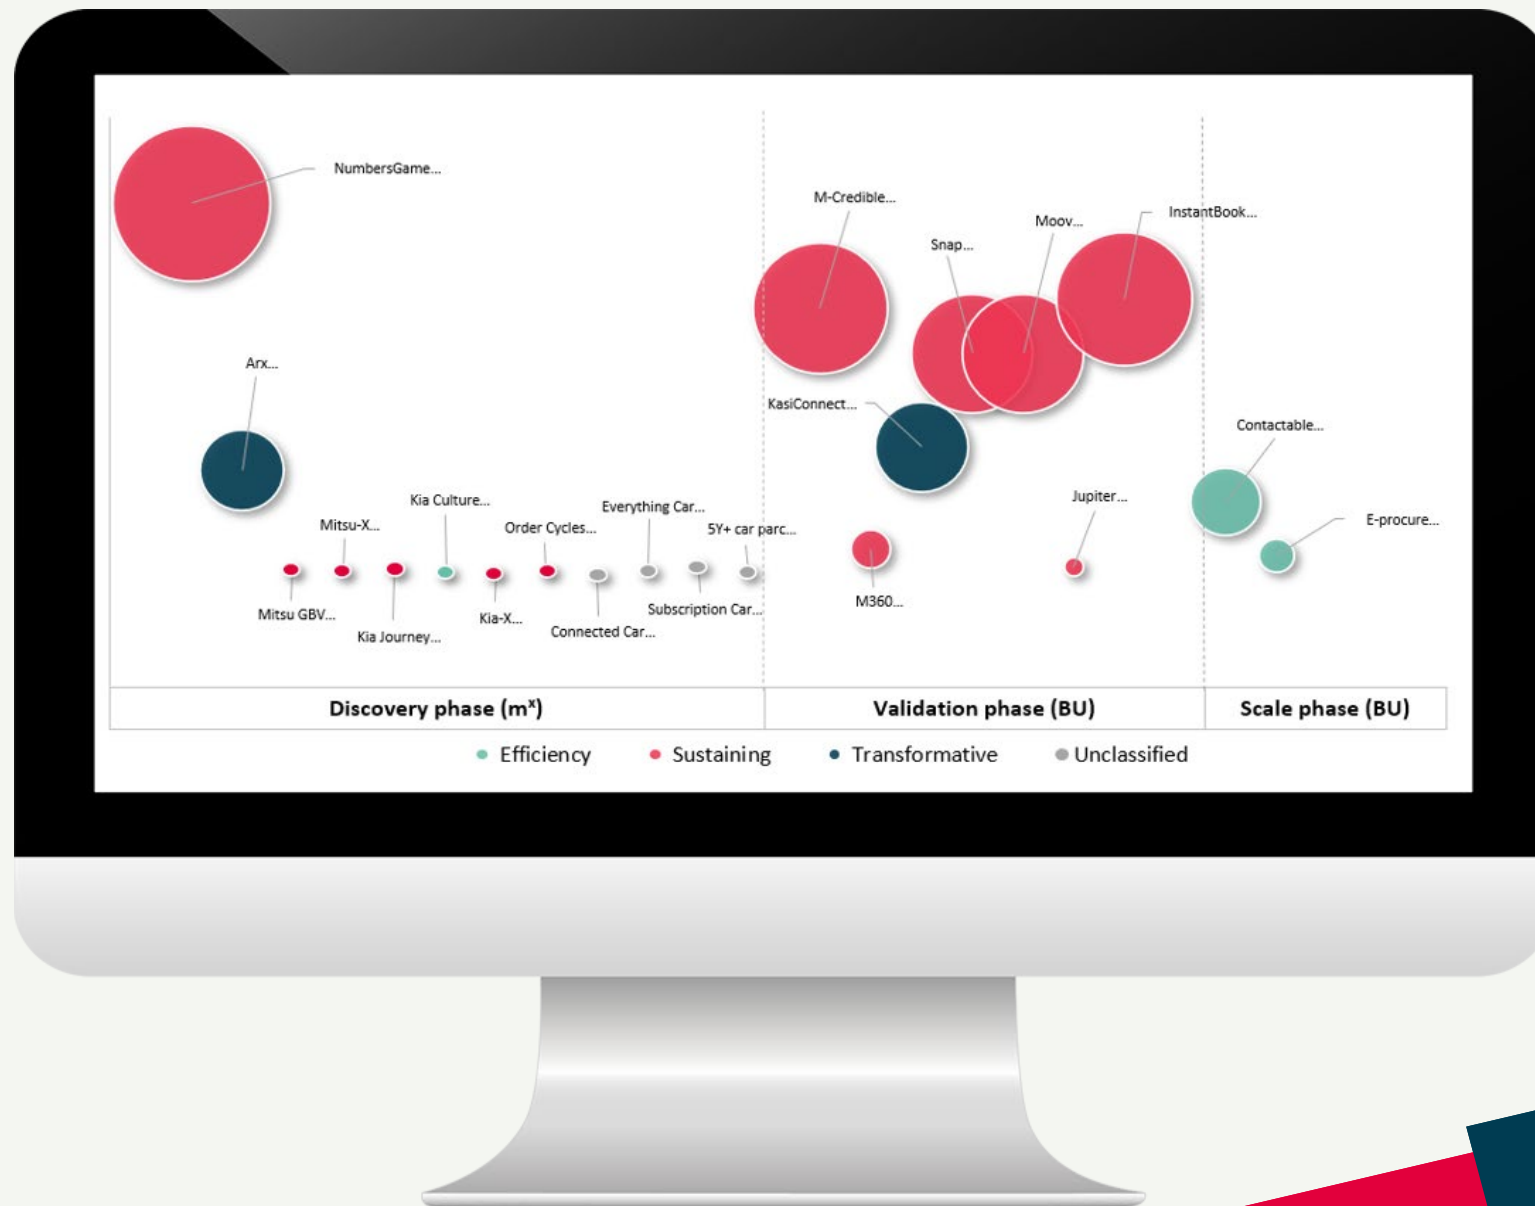 NumbersGame...
M-Credible...
InstantBook...
Moov...
Snap...
Arx...
KasiConnect...
Contactable...
Kia Culture...
Jupiter...
Everything Car...
Mitsu-X...
Order Cycles...
5Y+ car parc...
E-procure...
Mitsu GBV...
Kia Journey...
Kia-X...
Connected Car...
Subscription Car...
M360...
Discovery phase (mˣ)
Validation phase (BU)
Scale phase (BU)
Efficiency
Sustaining
Transformative
Unclassified